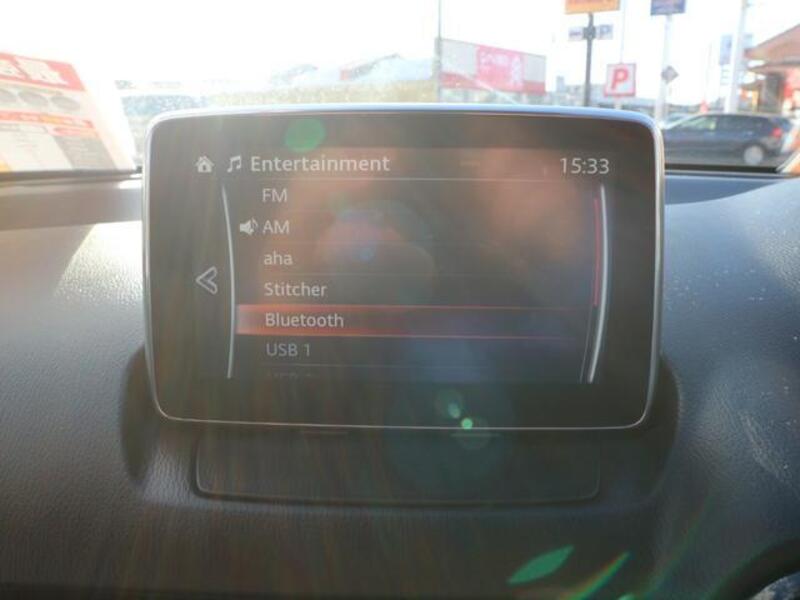 Entertainment 15:33
FM
AM
aha
Stitcher
Bluetooth
USB 1
P
P